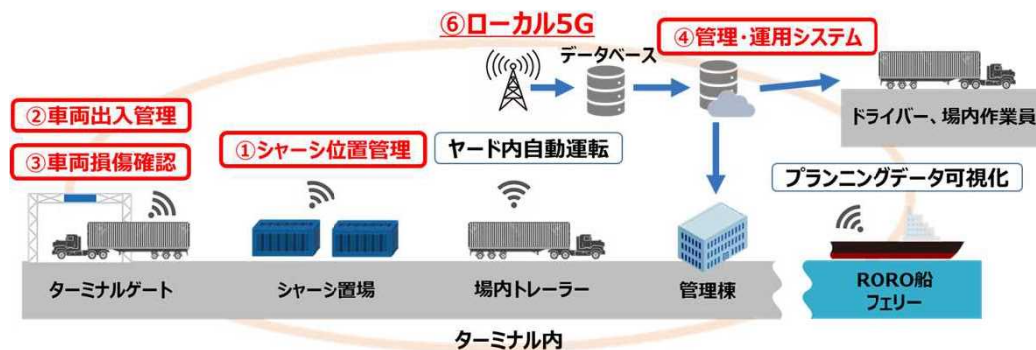 ⑥ローカル5G
データベース
④管理・運用システム
②車両出入管理
③車両損傷確認
①シャーシ位置管理
ヤード内自動運転
ドライバー、場内作業員
プランニングデータ可視化
ターミナルゲート
シャーシ置場
場内トレーラー
管理棟
RORO船
フェリー
ターミナル内